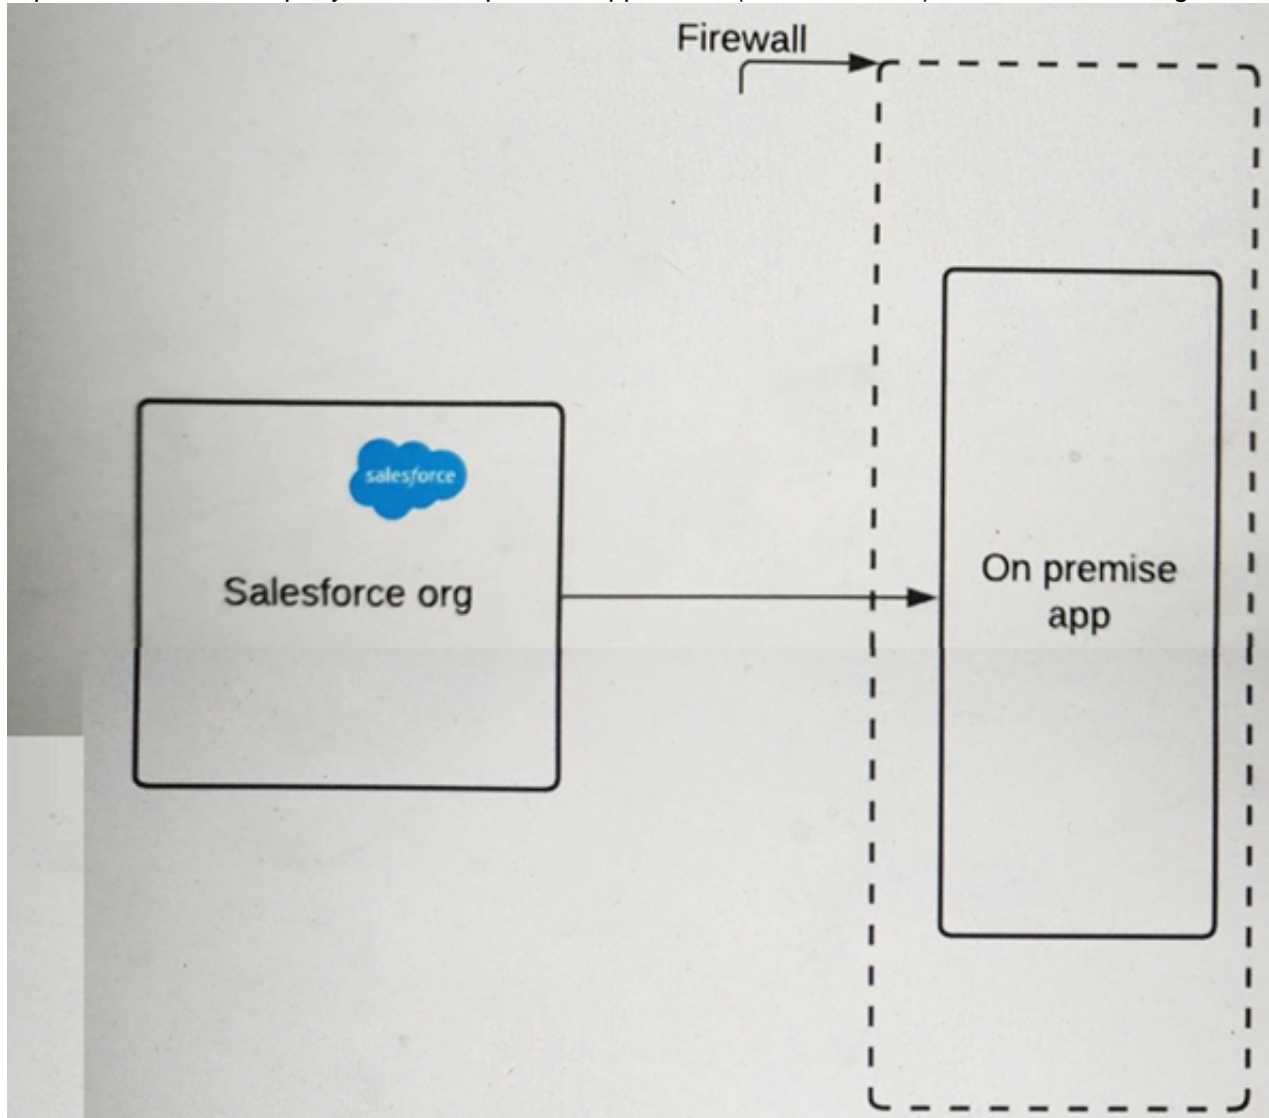 Firewall
salesforce
Salesforce org
On premise
app